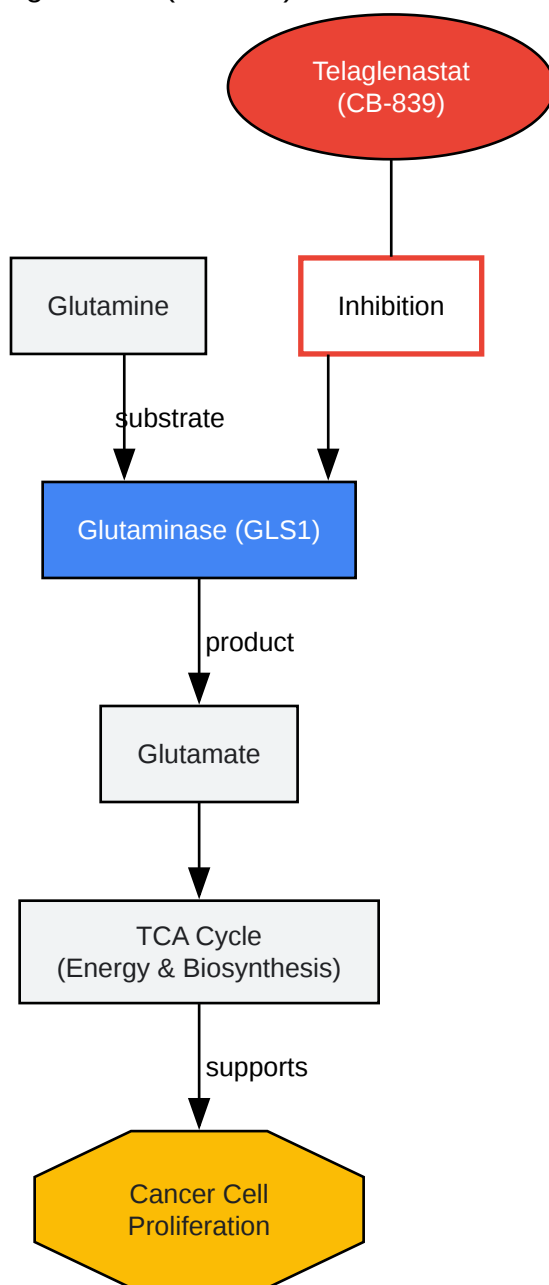 Telaglenastat
(CB-839)
Glutamine
Inhibition
substrate
Glutaminase (GLS1)
product
Glutamate
TCA Cycle
(Energy & Biosynthesis)
supports
Cancer Cell
Proliferation